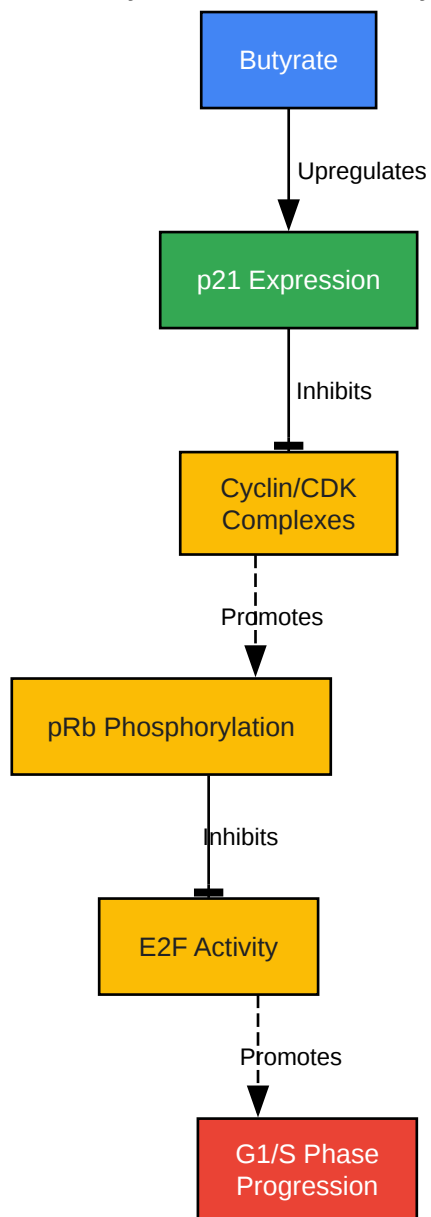 Butyrate
Upregulates
p21 Expression
Inhibits
Cyclin/CDK
Complexes
Promotes
pRb Phosphorylation
Inhibits
E2F Activity
Promotes
G1/S Phase
Progression